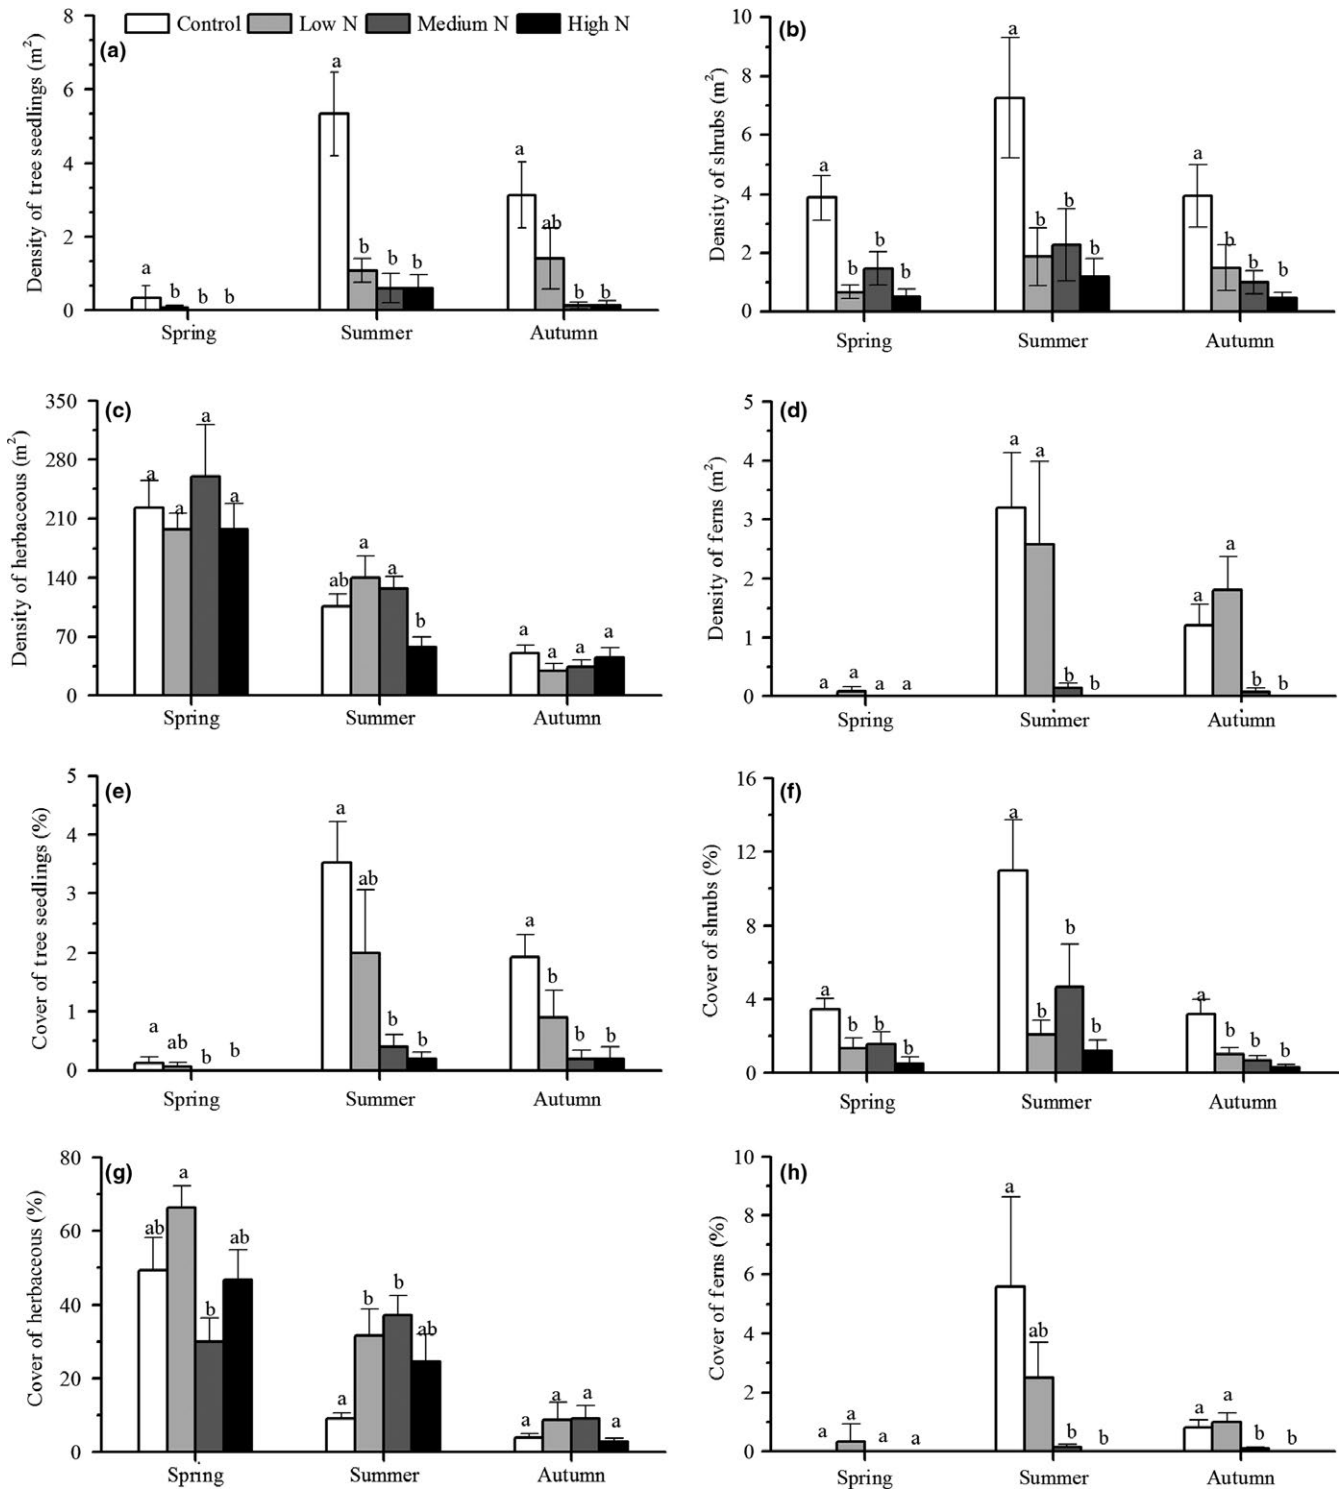 Control Low N Medium N High N
(a)
Density of tree seedlings (m²)
8
6
4
2
0
a b b b
a b b b
a ab b b
Spring Summer Autumn
(b)
Density of shrubs (m²)
10
8
6
4
2
0
a b b b
a b b b
a b b b
Spring Summer Autumn
(c)
Density of herbaceous (m²)
350
280
210
140
70
0
a a a a
ab a a b
a a a a
Spring Summer Autumn
(d)
Density of ferns (m²)
5
4
3
2
1
0
a a a a
a a b b
a a b b
Spring Summer Autumn
(e)
Cover of tree seedlings (%)
5
4
3
2
1
0
a ab b b
a ab b b
a b b b
Spring Summer Autumn
(f)
Cover of shrubs (%)
16
12
8
4
0
a b b b
a b b b
a b b b
Spring Summer Autumn
(g)
Cover of herbaceous (%)
80
60
40
20
0
ab a b ab
a b b ab
a a a a
Spring Summer Autumn
(h)
Cover of ferns (%)
10
8
6
4
2
0
a a a a
a ab b b
a a b b
Spring Summer Autumn